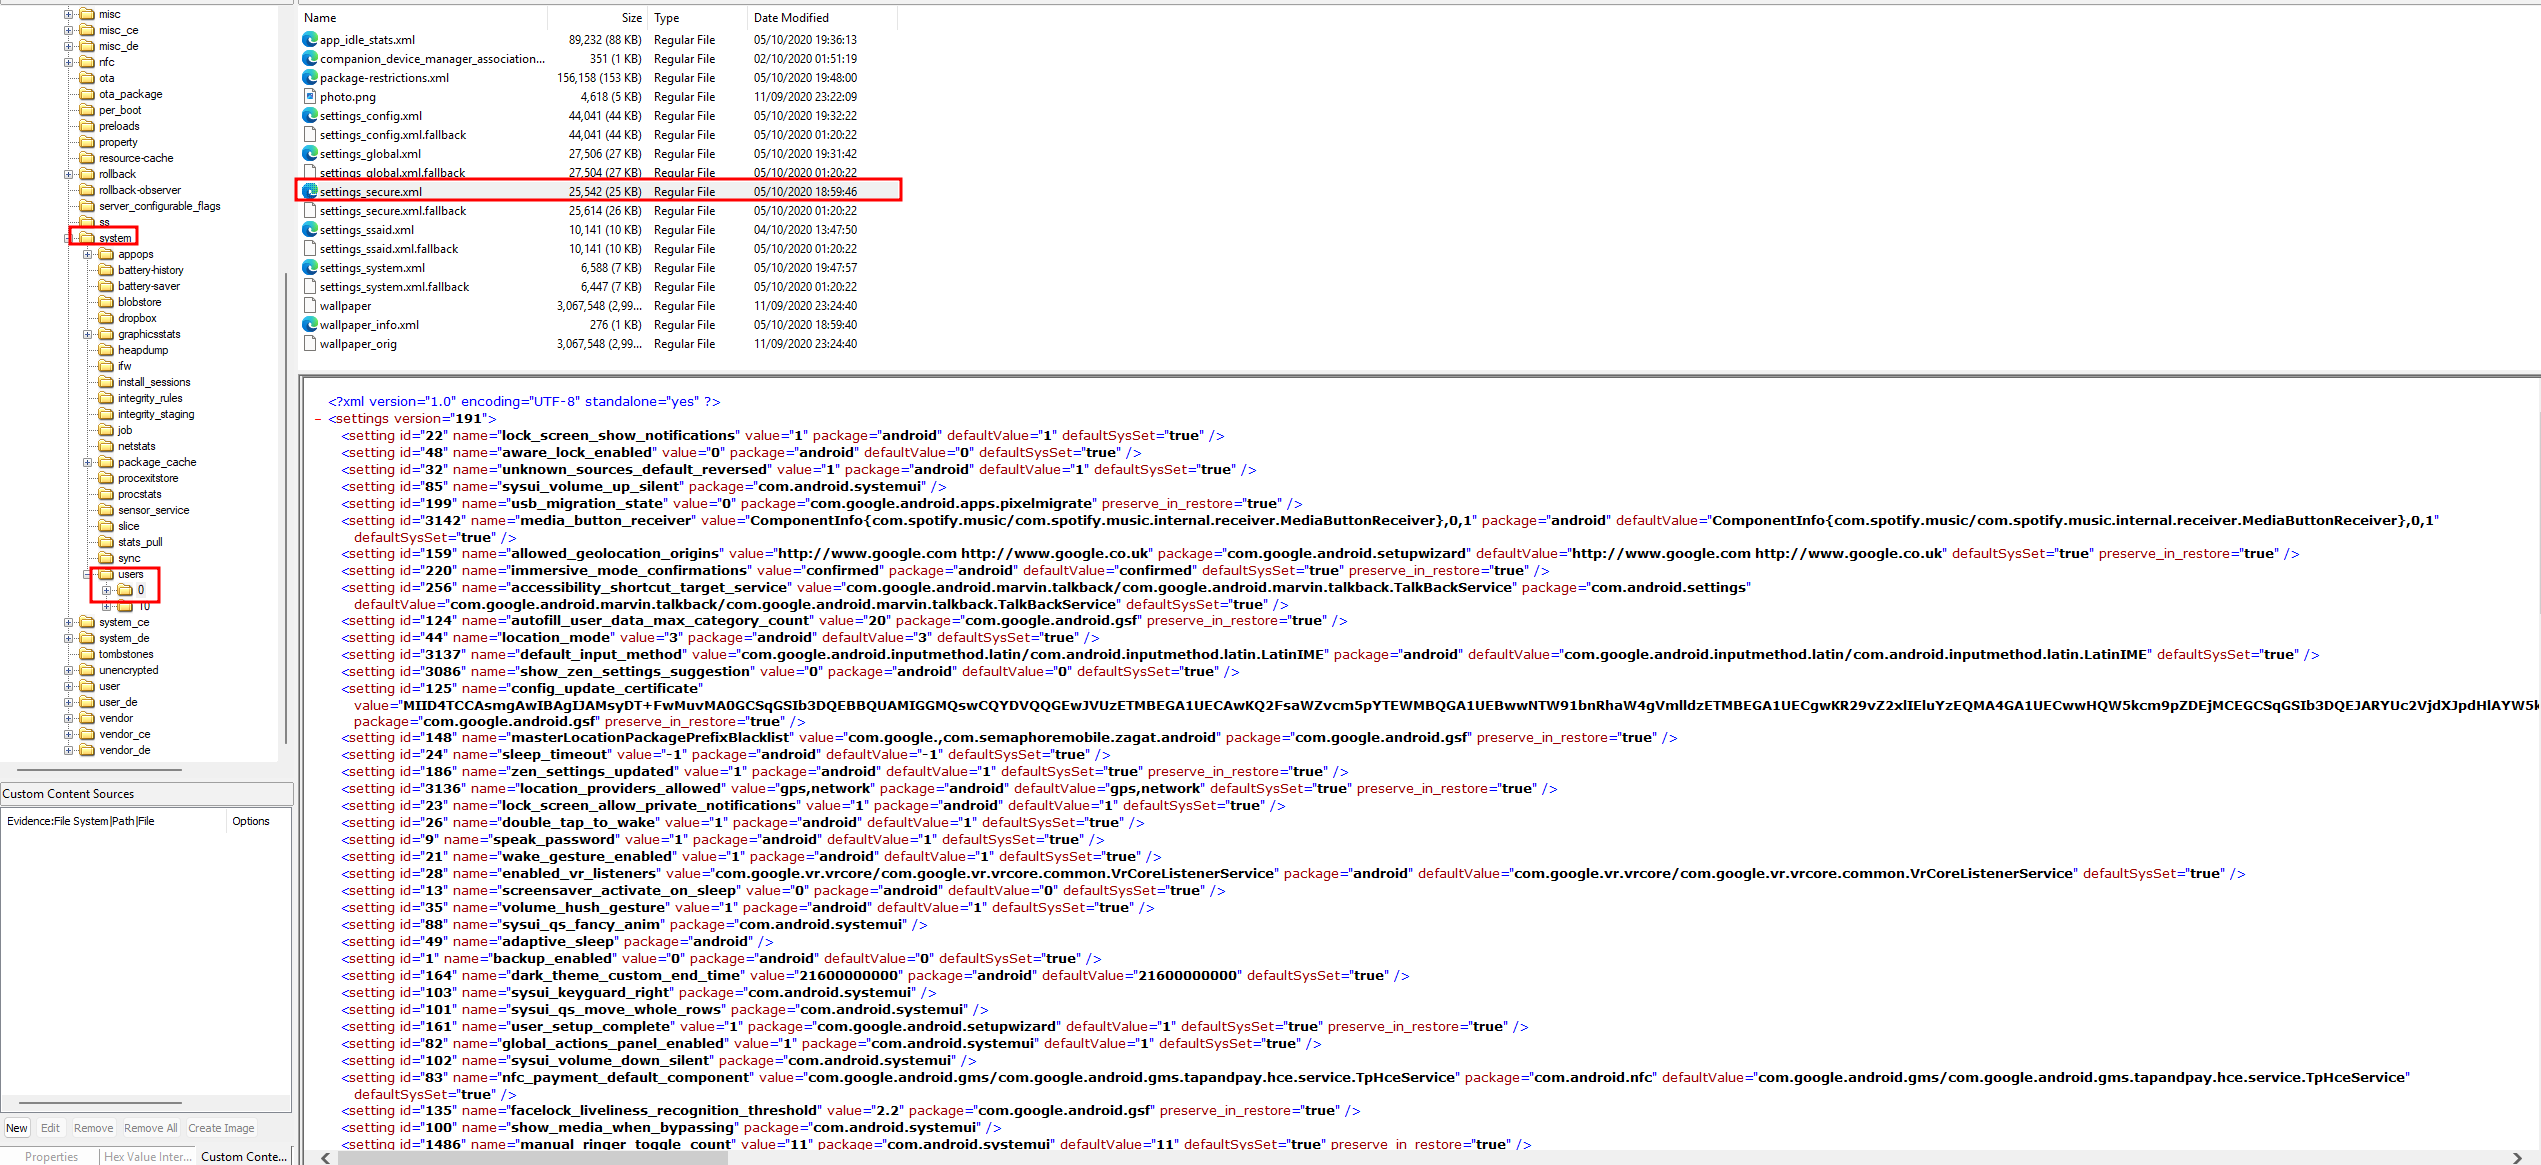 misc
misc_ce
misc_de
nfc
ota
ota_package
per_boot
preloads
property
resource-cache
rollback
rollback-observer
server_configurable_flags
ss
system
appops
battery-history
battery-saver
blobstore
dropbox
graphicsstats
heapdump
ifw
install_sessions
integrity_rules
integrity_staging
job
netstats
package_cache
procexitstore
procstats
sensor_service
slice
stats_pull
sync
users
0
10
system_ce
system_de
tombstones
unencrypted
user
user_de
vendor
vendor_ce
vendor_de
Custom Content Sources
Evidence:File System|Path|File Options
New Edit Remove Remove All Create Image
Properties Hex Value Inter... Custom Conte...
Name Size Type Date Modified
app_idle_stats.xml 89,232 (88 KB) Regular File 05/10/2020 19:36:13
companion_device_manager_association... 351 (1 KB) Regular File 02/10/2020 01:51:19
package-restrictions.xml 156,158 (153 KB) Regular File 05/10/2020 19:48:00
photo.png 4,618 (5 KB) Regular File 11/09/2020 23:22:09
settings_config.xml 44,041 (44 KB) Regular File 05/10/2020 19:32:22
settings_config.xml.fallback 44,041 (44 KB) Regular File 05/10/2020 01:20:22
settings_global.xml 27,506 (27 KB) Regular File 05/10/2020 19:31:42
settings_global.xml.fallback 27,504 (27 KB) Regular File 05/10/2020 01:20:22
settings_secure.xml 25,542 (25 KB) Regular File 05/10/2020 18:59:46
settings_secure.xml.fallback 25,614 (26 KB) Regular File 05/10/2020 01:20:22
settings_ssaid.xml 10,141 (10 KB) Regular File 04/10/2020 13:47:50
settings_ssaid.xml.fallback 10,141 (10 KB) Regular File 05/10/2020 01:20:22
settings_system.xml 6,588 (7 KB) Regular File 05/10/2020 19:47:57
settings_system.xml.fallback 6,447 (7 KB) Regular File 05/10/2020 01:20:22
wallpaper 3,067,548 (2,99... Regular File 11/09/2020 23:24:40
wallpaper_info.xml 276 (1 KB) Regular File 05/10/2020 18:59:40
wallpaper_orig 3,067,548 (2,99... Regular File 11/09/2020 23:24:40
<?xml version="1.0" encoding="UTF-8" standalone="yes" ?>
– <settings version="191">
<setting id="22" name="lock_screen_show_notifications" value="1" package="android" defaultValue="1" defaultSysSet="true" />
<setting id="48" name="aware_lock_enabled" value="0" package="android" defaultValue="0" defaultSysSet="true" />
<setting id="32" name="unknown_sources_default_reversed" value="1" package="android" defaultValue="1" defaultSysSet="true" />
<setting id="85" name="sysui_volume_up_silent" package="com.android.systemui" />
<setting id="199" name="usb_migration_state" value="0" package="com.google.android.apps.pixelmigrate" preserve_in_restore="true" />
<setting id="3142" name="media_button_receiver" value="ComponentInfo{com.spotify.music/com.spotify.music.internal.receiver.MediaButtonReceiver},0,1" package="android" defaultValue="ComponentInfo{com.spotify.music/com.spotify.music.internal.receiver.MediaButtonReceiver},0,1"
defaultSysSet="true" />
<setting id="159" name="allowed_geolocation_origins" value="http://www.google.com http://www.google.co.uk" package="com.google.android.setupwizard" defaultValue="http://www.google.com http://www.google.co.uk" defaultSysSet="true" preserve_in_restore="true" />
<setting id="220" name="immersive_mode_confirmations" value="confirmed" package="android" defaultValue="confirmed" defaultSysSet="true" preserve_in_restore="true" />
<setting id="256" name="accessibility_shortcut_target_service" value="com.google.android.marvin.talkback/com.google.android.marvin.talkback.TalkBackService" package="com.android.settings"
defaultValue="com.google.android.marvin.talkback/com.google.android.marvin.talkback.TalkBackService" defaultSysSet="true" />
<setting id="124" name="autofill_user_data_max_category_count" value="20" package="com.google.android.gsf" preserve_in_restore="true" />
<setting id="44" name="location_mode" value="3" package="android" defaultValue="3" defaultSysSet="true" />
<setting id="3137" name="default_input_method" value="com.google.android.inputmethod.latin/com.android.inputmethod.latin.LatinIME" package="android" defaultValue="com.google.android.inputmethod.latin/com.android.inputmethod.latin.LatinIME" defaultSysSet="true" />
<setting id="3086" name="show_zen_settings_suggestion" value="0" package="android" defaultValue="0" defaultSysSet="true" />
<setting id="125" name="config_update_certificate"
value="MIID4TCCAsmgAwIBAgIJAMsyDT+FwMuvMA0GCSqGSIb3DQEBBQUAMIGGMQswCQYDVQQGEwJVUzETMBEGA1UECAwKQ2FsaWZvcm5pYTEWMBQGA1UEBwwNTW91bnRhaW4gVmlldzETMBEGA1UECgwKR29vZ2xlIEluYzEQMA4GA1UECwwHQW5kcm9pZDEjMCEGCSqGSIb3DQEJARYUc2VjdXJpdHlAYW5k
package="com.google.android.gsf" preserve_in_restore="true" />
<setting id="148" name="masterLocationPackagePrefixBlacklist" value="com.google.,com.semaphoremobile.zagat.android" package="com.google.android.gsf" preserve_in_restore="true" />
<setting id="24" name="sleep_timeout" value="-1" package="android" defaultValue="-1" defaultSysSet="true" />
<setting id="186" name="zen_settings_updated" value="1" package="android" defaultValue="1" defaultSysSet="true" preserve_in_restore="true" />
<setting id="3136" name="location_providers_allowed" value="gps,network" package="android" defaultValue="gps,network" defaultSysSet="true" preserve_in_restore="true" />
<setting id="23" name="lock_screen_allow_private_notifications" value="1" package="android" defaultValue="1" defaultSysSet="true" />
<setting id="26" name="double_tap_to_wake" value="1" package="android" defaultValue="1" defaultSysSet="true" />
<setting id="9" name="speak_password" value="1" package="android" defaultValue="1" defaultSysSet="true" />
<setting id="21" name="wake_gesture_enabled" value="1" package="android" defaultValue="1" defaultSysSet="true" />
<setting id="28" name="enabled_vr_listeners" value="com.google.vr.vrcore/com.google.vr.vrcore.common.VrCoreListenerService" package="android" defaultValue="com.google.vr.vrcore/com.google.vr.vrcore.common.VrCoreListenerService" defaultSysSet="true" />
<setting id="13" name="screensaver_activate_on_sleep" value="0" package="android" defaultValue="0" defaultSysSet="true" />
<setting id="35" name="volume_hush_gesture" value="1" package="android" defaultValue="1" defaultSysSet="true" />
<setting id="88" name="sysui_qs_fancy_anim" package="com.android.systemui" />
<setting id="49" name="adaptive_sleep" package="android" />
<setting id="1" name="backup_enabled" value="0" package="android" defaultValue="0" defaultSysSet="true" />
<setting id="164" name="dark_theme_custom_end_time" value="21600000000" package="android" defaultValue="21600000000" defaultSysSet="true" />
<setting id="103" name="sysui_keyguard_right" package="com.android.systemui" />
<setting id="101" name="sysui_qs_move_whole_rows" package="com.android.systemui" />
<setting id="161" name="user_setup_complete" value="1" package="com.google.android.setupwizard" defaultValue="1" defaultSysSet="true" preserve_in_restore="true" />
<setting id="82" name="global_actions_panel_enabled" value="1" package="com.android.systemui" defaultValue="1" defaultSysSet="true" />
<setting id="102" name="sysui_volume_down_silent" package="com.android.systemui" />
<setting id="83" name="nfc_payment_default_component" value="com.google.android.gms/com.google.android.gms.tapandpay.hce.service.TpHceService" package="com.android.nfc" defaultValue="com.google.android.gms/com.google.android.gms.tapandpay.hce.service.TpHceService"
defaultSysSet="true" />
<setting id="135" name="facelock_liveliness_recognition_threshold" value="2.2" package="com.google.android.gsf" preserve_in_restore="true" />
<setting id="100" name="show_media_when_bypassing" package="com.android.systemui" />
<setting id="1486" name="manual_ringer_toggle_count" value="11" package="com.android.systemui" defaultValue="11" defaultSysSet="true" preserve_in_restore="true" />